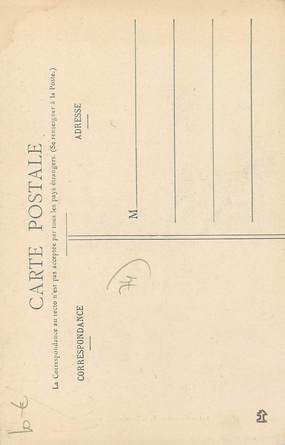 CARTE POSTALE
La Correspondance au recto n'est pas acceptée par tous les pays étrangers. (Se renseigner à la Poste.)
CORRESPONDANCE
ADRESSE
M
74